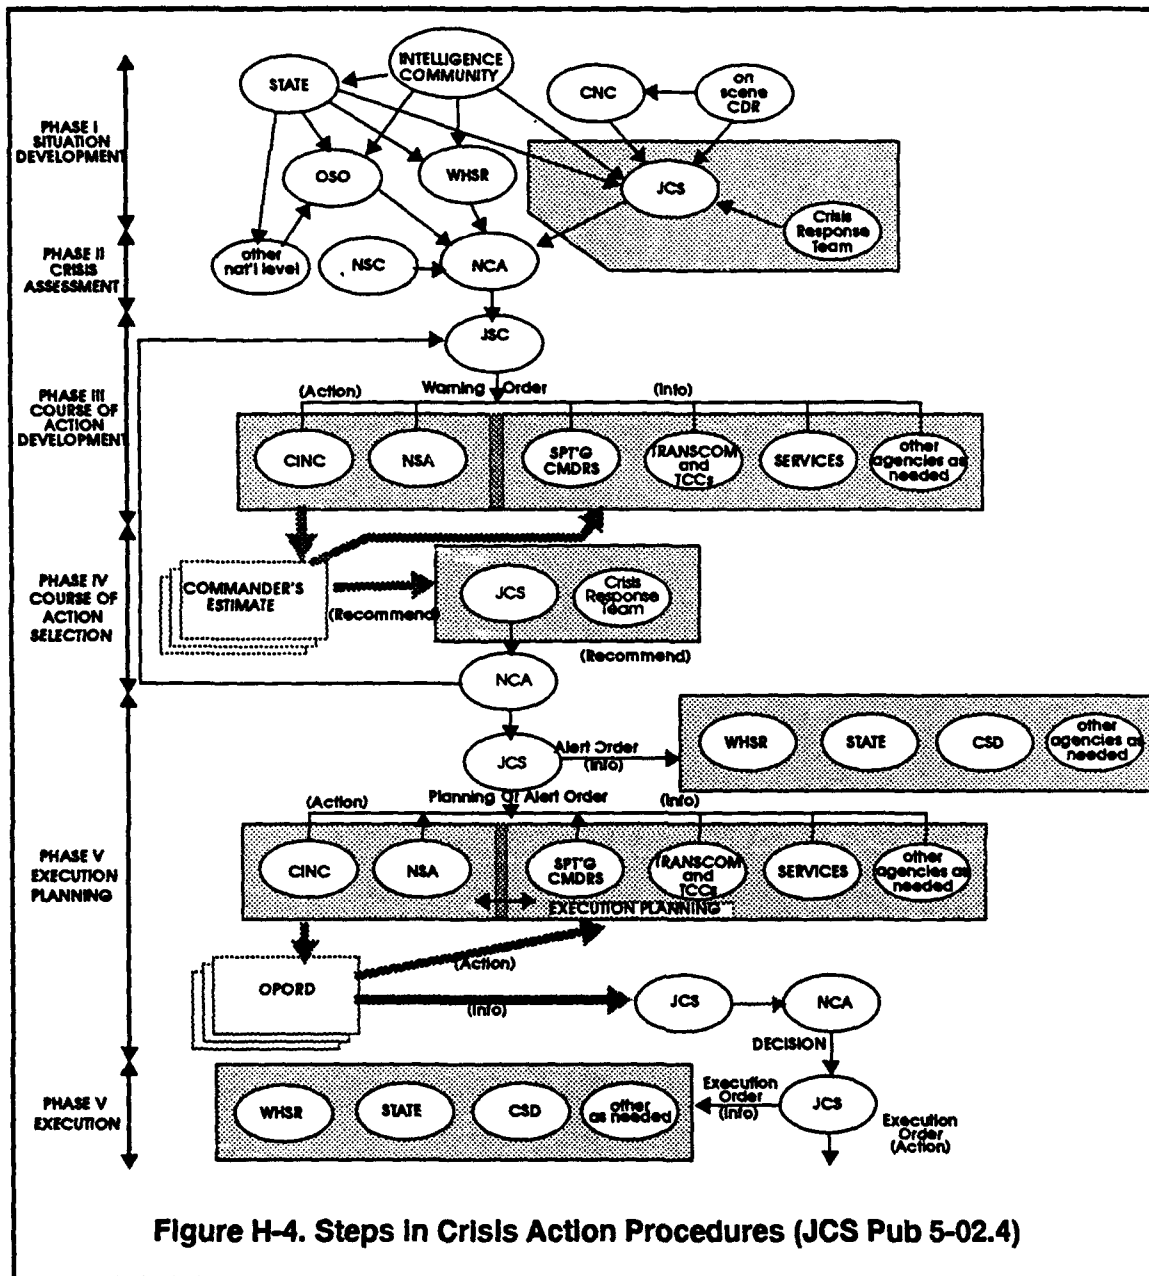 PHASE I
SITUATION
DEVELOPMENT
STATE
INTELLIGENCE
COMMUNITY
CNC
on
scene
CDR
OSO
WHSR
JCS
Crisis
Response
Team
PHASE II
CRISIS
ASSESSMENT
other
nat'l level
NSC
NCA
JSC
PHASE III
COURSE OF
ACTION
DEVELOPMENT
(Action)
Warning Order
(Info)
CINC
NSA
SPT'G
CMDRS
TRANSCOM
and
TCCs
SERVICES
other
agencies as
needed
PHASE IV
COURSE OF
ACTION
SELECTION
COMMANDER'S
ESTIMATE
(Recommend)
JCS
Crisis
Response
Team
(Recommend)
NCA
JCS
Alert Order
(Info)
WHSR
STATE
CSD
other
agencies as
needed
PHASE V
EXECUTION
PLANNING
(Action)
Planning Of Alert Order
(Info)
CINC
NSA
SPT'G
CMDRS
TRANSCOM
and
TCCs
SERVICES
other
agencies as
needed
EXECUTION PLANNING
OPORD
(Action)
(Info)
JCS
NCA
DECISION
PHASE V
EXECUTION
WHSR
STATE
CSD
other
as needed
Execution
Order
(Info)
JCS
Execution
Order
(Action)
Figure H-4. Steps in Crisis Action Procedures (JCS Pub 5-02.4)